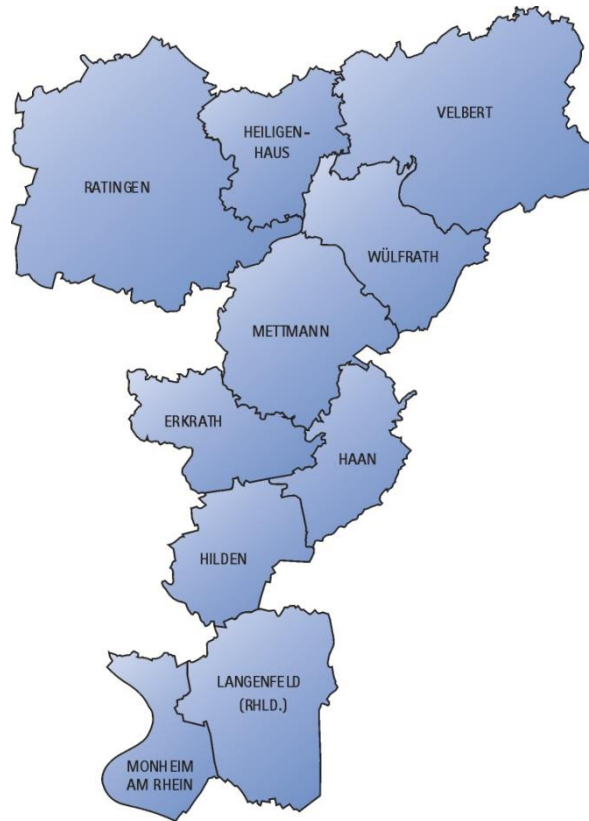 VELBERT
HEILIGEN-
HAUS
RATINGEN
WÜLFRATH
METTMANN
ERKRATH
HAAN
HILDEN
LANGENFELD
(RHLD.)
MONHEIM
AM RHEIN